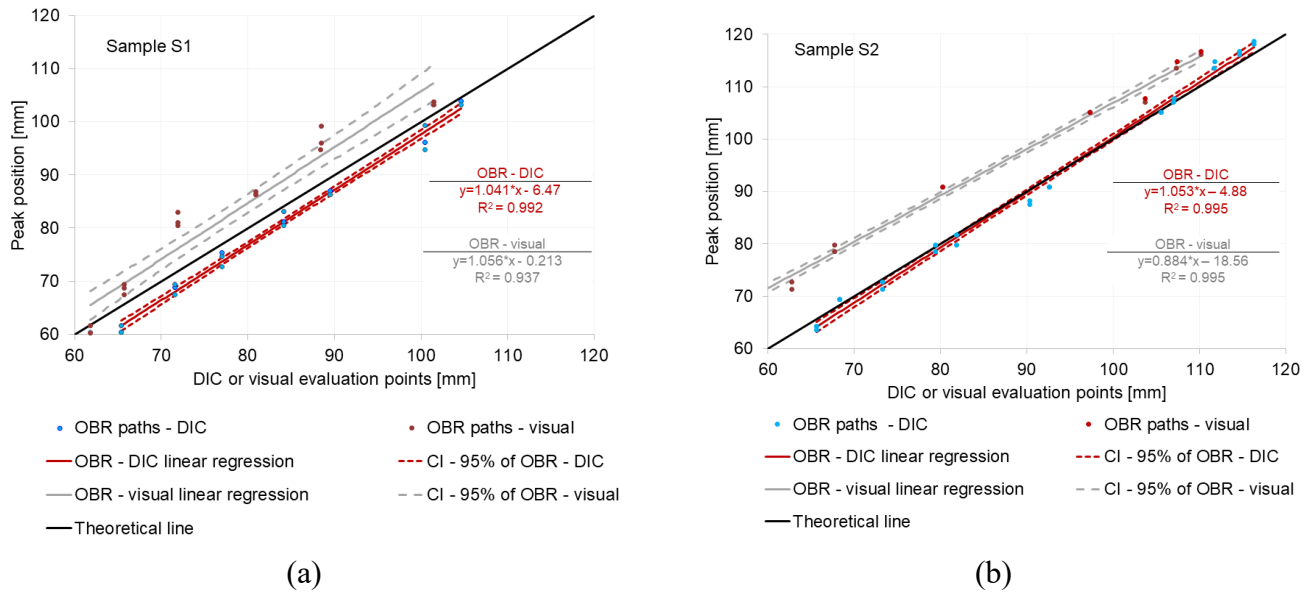 Sample S1
Peak position [mm]
120
110
100
90
80
70
60
60 70 80 90 100 110 120
DIC or visual evaluation points [mm]
OBR - DIC
y=1.041*x - 6.47
R² = 0.992
OBR - visual
y=1.056*x - 0.213
R² = 0.937
OBR paths - DIC
OBR paths - visual
OBR - DIC linear regression
CI - 95% of OBR - DIC
OBR - visual linear regression
CI - 95% of OBR - visual
Theoretical line
(a)
Sample S2
Peak position [mm]
120
110
100
90
80
70
60
60 70 80 90 100 110 120
DIC or visual evaluation points [mm]
OBR - DIC
y=1.053*x – 4.88
R² = 0.995
OBR - visual
y=0.884*x – 18.56
R² = 0.995
OBR paths - DIC
OBR paths - visual
OBR - DIC linear regression
CI - 95% of OBR - DIC
OBR - visual linear regression
CI - 95% of OBR - visual
Theoretical line
(b)